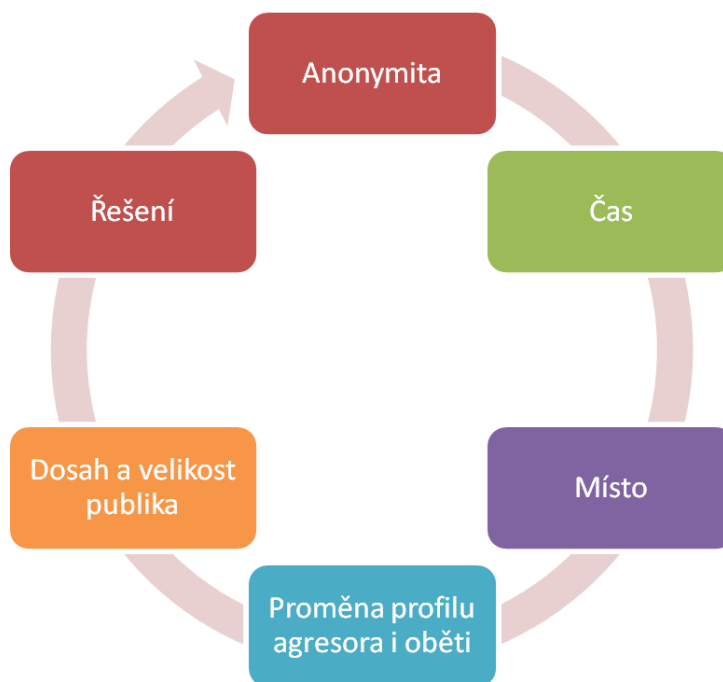 Anonymita
Čas
Místo
Proměna profilu
agresora i oběti
Dosah a velikost
publika
Řešení